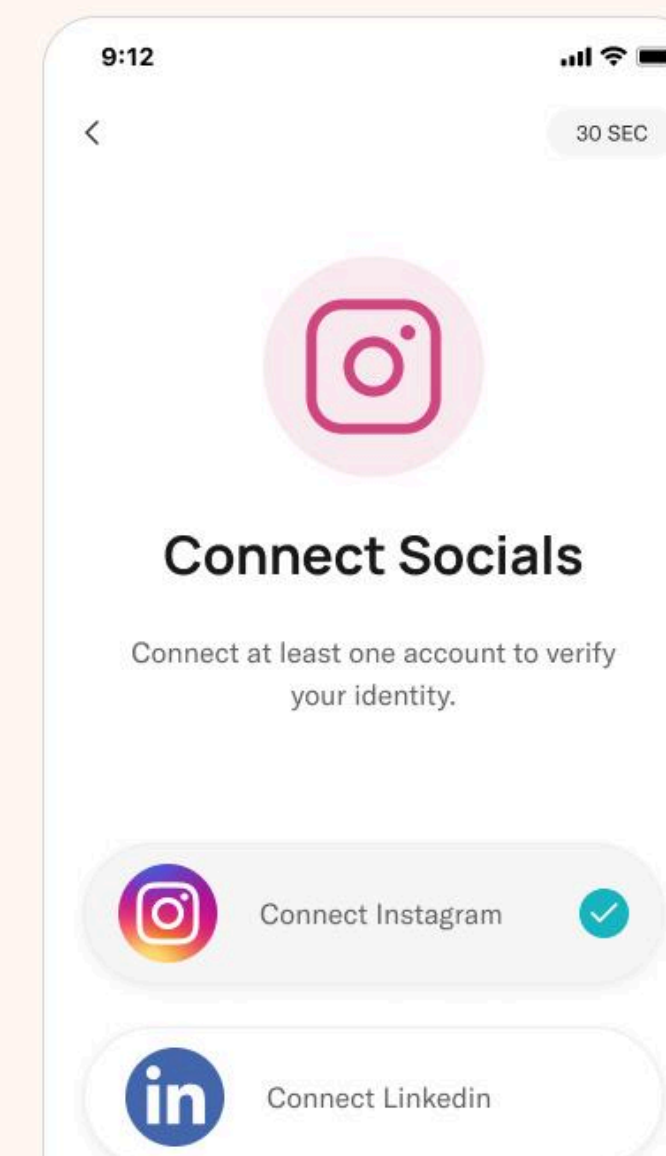 9:12
30 SEC
Connect Socials
Connect at least one account to verify
your identity.
Connect Instagram
in
Connect Linkedin